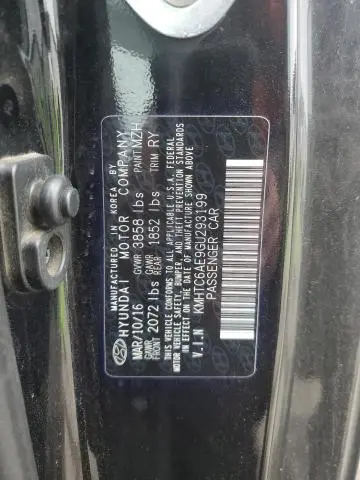 MANUFACTURED IN KOREA BY
HYUNDAI MOTOR COMPANY
MAR/10/16 GVWR 3858 lbs PAINT MZH
GAWR FRONT 2072 lbs GAWR REAR 1852 lbs TRIM RY
THIS VEHICLE CONFORMS TO ALL APPLICABLE U.S.A. FEDERAL
MOTOR VEHICLE SAFETY, BUMPER, AND THEFT PREVENTION STANDARDS
IN EFFECT ON THE DATE OF MANUFACTURE SHOWN ABOVE.
V.I.N KMHTC6AE9GU293199
PASSENGER CAR